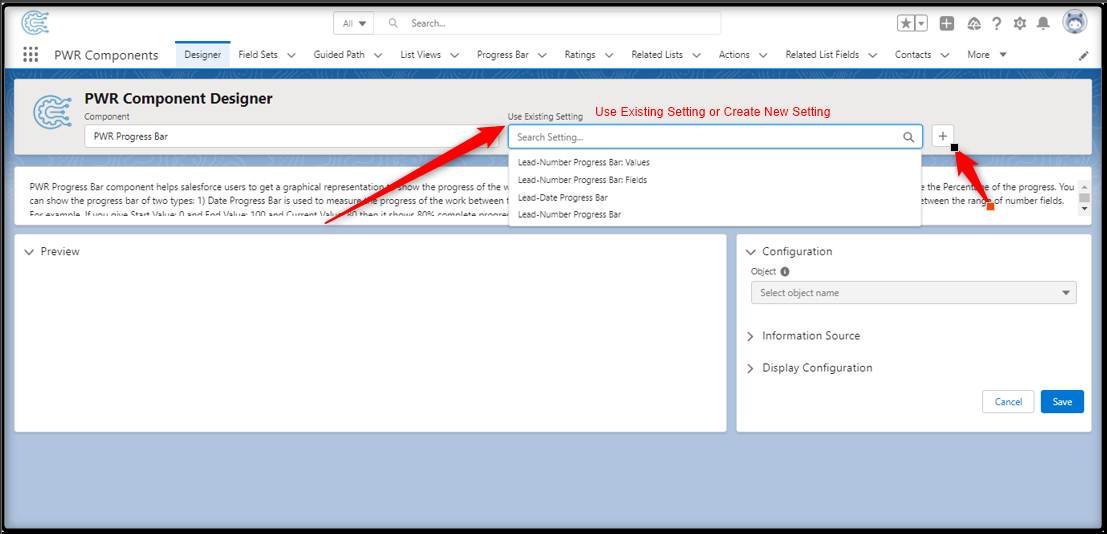 All
Search...
PWR Components
Designer
Field Sets
Guided Path
List Views
Progress Bar
Ratings
Related Lists
Actions
Related List Fields
Contacts
More
PWR Component Designer
Component
PWR Progress Bar
Use Existing Setting
Use Existing Setting or Create New Setting
Search Setting...
Lead-Number Progress Bar: Values
Lead-Number Progress Bar: Fields
Lead-Date Progress Bar
Lead-Number Progress Bar
PWR Progress Bar component helps salesforce users to get a graphical representation to show the progress of the w e the Percentage of the progress. You
can show the progress bar of two types: 1) Date Progress Bar is used to measure the progress of the work between t between the range of number fields.
For example, If you give Start Value: 0 and End Value: 100 and Current Value: 80 then it shows 80% complete progre
Preview
Configuration
Object
Select object name
Information Source
Display Configuration
Cancel
Save